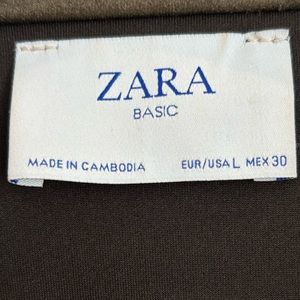 ZARA
BASIC
MADE IN CAMBODIA EUR/USA L MEX 30